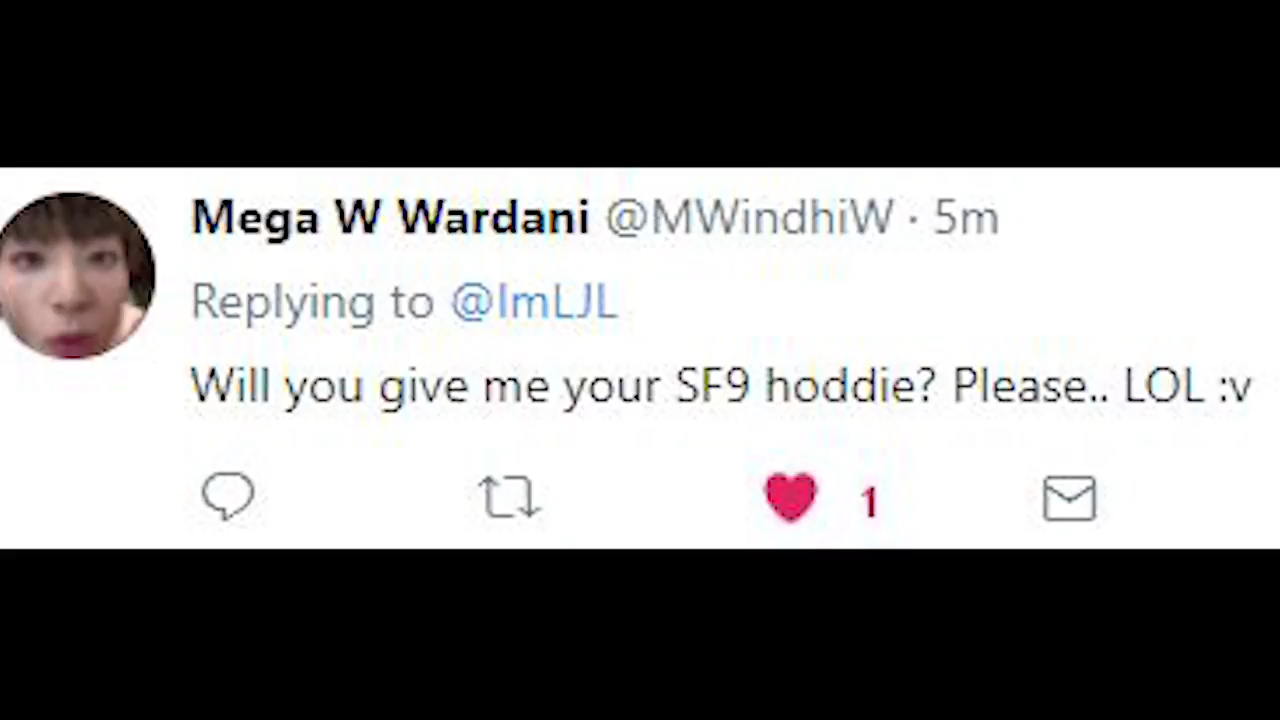 Mega W Wardani @MWindhiW · 5m
Replying to @ImLJL
Will you give me your SF9 hoddie? Please.. LOL :v
1